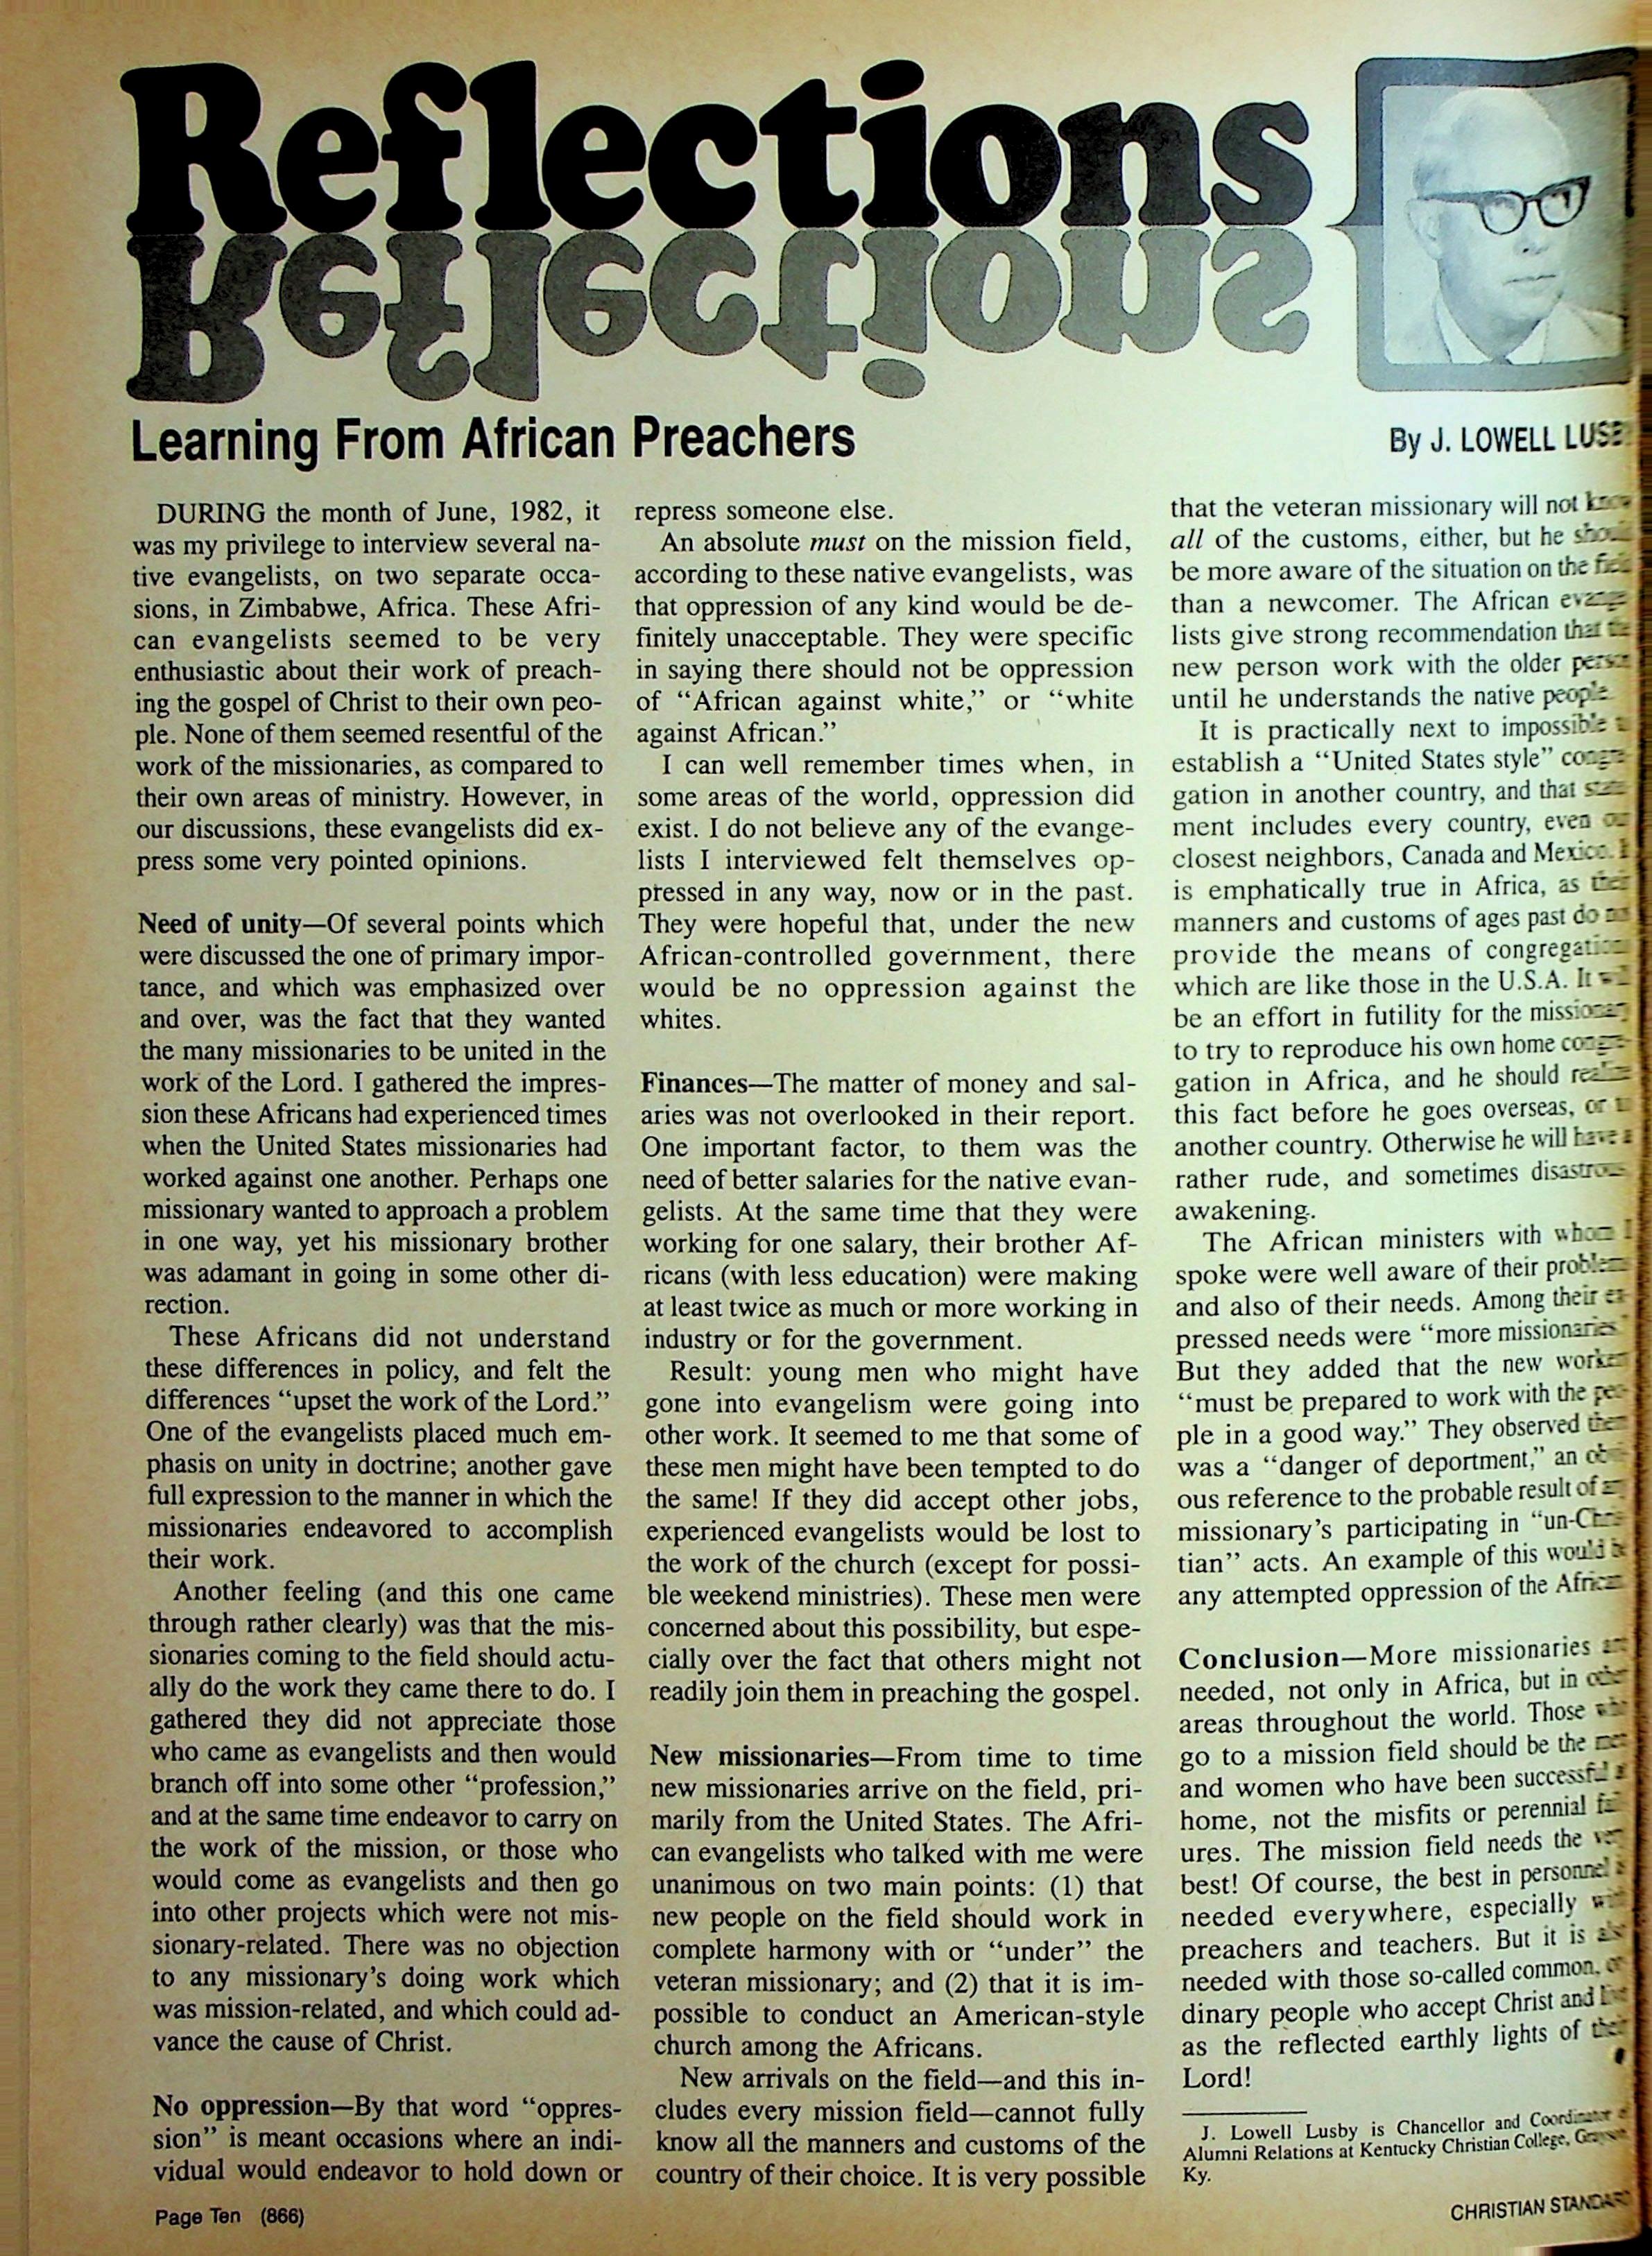 Reflections
Learning From African Preachers
By J. LOWELL
DURING the month of June, 1982, it
was my privilege to interview several na-
tive evangelists, on two separate occa-
sions, in Zimbabwe, Africa. These Afri-
can evangelists seemed to be very
enthusiastic about their work of preach-
ing the gospel of Christ to their own peo-
ple. None of them seemed resentful of the
work of the missionaries, as compared to
their own areas of ministry. However, in
our discussions, these evangelists did ex-
press some very pointed opinions.
Need of unity—Of several points which
were discussed the one of primary impor-
tance, and which was emphasized over
and over, was the fact that they wanted
the many missionaries to be united in the
work of the Lord. I gathered the impres-
sion these Africans had experienced times
when the United States missionaries had
worked against one another. Perhaps one
missionary wanted to approach a problem
in one way, yet his missionary brother
was adamant in going in some other di-
rection.
These Africans did not understand
these differences in policy, and felt the
differences “upset the work of the Lord.”
One of the evangelists placed much em-
phasis on unity in doctrine; another gave
full expression to the manner in which the
missionaries endeavored to accomplish
their work.
Another feeling (and this one came
through rather clearly) was that the mis-
sionaries coming to the field should actu-
ally do the work they came there to do. I
gathered they did not appreciate those
who came as evangelists and then would
branch off into some other “profession,”
and at the same time endeavor to carry on
the work of the mission, or those who
would come as evangelists and then go
into other projects which were not mis-
sionary-related. There was no objection
to any missionary’s doing work which
was mission-related, and which could ad-
vance the cause of Christ.
No oppression—By that word “oppres-
sion” is meant occasions where an indi-
vidual would endeavor to hold down or
repress someone else.
An absolute must on the mission field,
according to these native evangelists, was
that oppression of any kind would be de-
finitely unacceptable. They were specific
in saying there should not be oppression
of “African against white,” or “white
against African.”
I can well remember times when, in
some areas of the world, oppression did
exist. I do not believe any of the evange-
lists I interviewed felt themselves op-
pressed in any way, now or in the past.
They were hopeful that, under the new
African-controlled government, there
would be no oppression against the
whites.
Finances—The matter of money and sal-
aries was not overlooked in their report.
One important factor, to them was the
need of better salaries for the native evan-
gelists. At the same time that they were
working for one salary, their brother Af-
ricans (with less education) were making
at least twice as much or more working in
industry or for the government.
Result: young men who might have
gone into evangelism were going into
other work. It seemed to me that some of
these men might have been tempted to do
the same! If they did accept other jobs,
experienced evangelists would be lost to
the work of the church (except for possi-
ble weekend ministries). These men were
concerned about this possibility, but espe-
cially over the fact that others might not
readily join them in preaching the gospel.
New missionaries—From time to time
new missionaries arrive on the field, pri-
marily from the United States. The Afri-
can evangelists who talked with me were
unanimous on two main points: (1) that
new people on the field should work in
complete harmony with or “under” the
veteran missionary; and (2) that it is im-
possible to conduct an American-style
church among the Africans.
New arrivals on the field—and this in-
cludes every mission field—cannot fully
know all the manners and customs of the
country of their choice. It is very possible
that the veteran missionary will not know
all of the customs, either, but he
be more aware of the situation on the
than a newcomer. The African
lists give strong recommendation that
new person work with the older
until he understands the native people.
It is practically next to impossible
establish a “United States style”
gation in another country, and that
ment includes every country, even
closest neighbors, Canada and Mexico.
is emphatically true in Africa, as their
manners and customs of ages past do
provide the means of
which are like those in the U.S.A. It
be an effort in futility for the missionary
to try to reproduce his own home
gation in Africa, and he should
this fact before he goes overseas, or
another country. Otherwise he will have a
rather rude, and sometimes
awakening.
The African ministers with whom I
spoke were well aware of their
and also of their needs. Among their ex-
pressed needs were “more missionaries
But they added that the new
“must be prepared to work with the peo-
ple in a good way.” They observed
was a “danger of deportment,” an
ous reference to the probable result of
missionary’s participating in
tian” acts. An example of this would
any attempted oppression of the
Conclusion—More missionaries are
needed, not only in Africa, but in other
areas throughout the world. Those
go to a mission field should be the
and women who have been successful
home, not the misfits or perennial
ures. The mission field needs the
best! Of course, the best in personnel
needed everywhere, especially
preachers and teachers. But it is
needed with those so-called common,
dinary people who accept Christ and
as the reflected earthly lights of their
Lord!
J. Lowell Lusby is Chancellor and Coordinator
Alumni Relations at Kentucky Christian College,
Ky.
Page Ten (866)
CHRISTIAN STANDARD